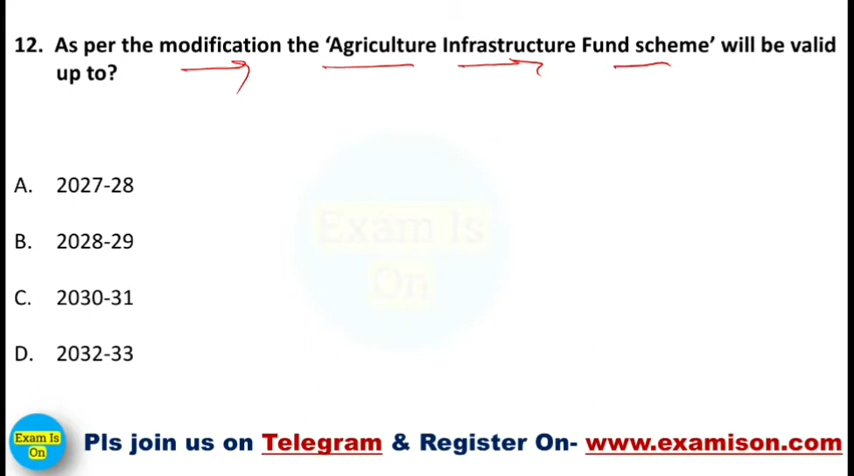 12. As per the modification the ‘Agriculture Infrastructure Fund scheme’ will be valid
up to?
A. 2027-28
B. 2028-29
C. 2030-31
D. 2032-33
Exam Is
On
Exam Is
On
Pls join us on Telegram & Register On- www.examison.com